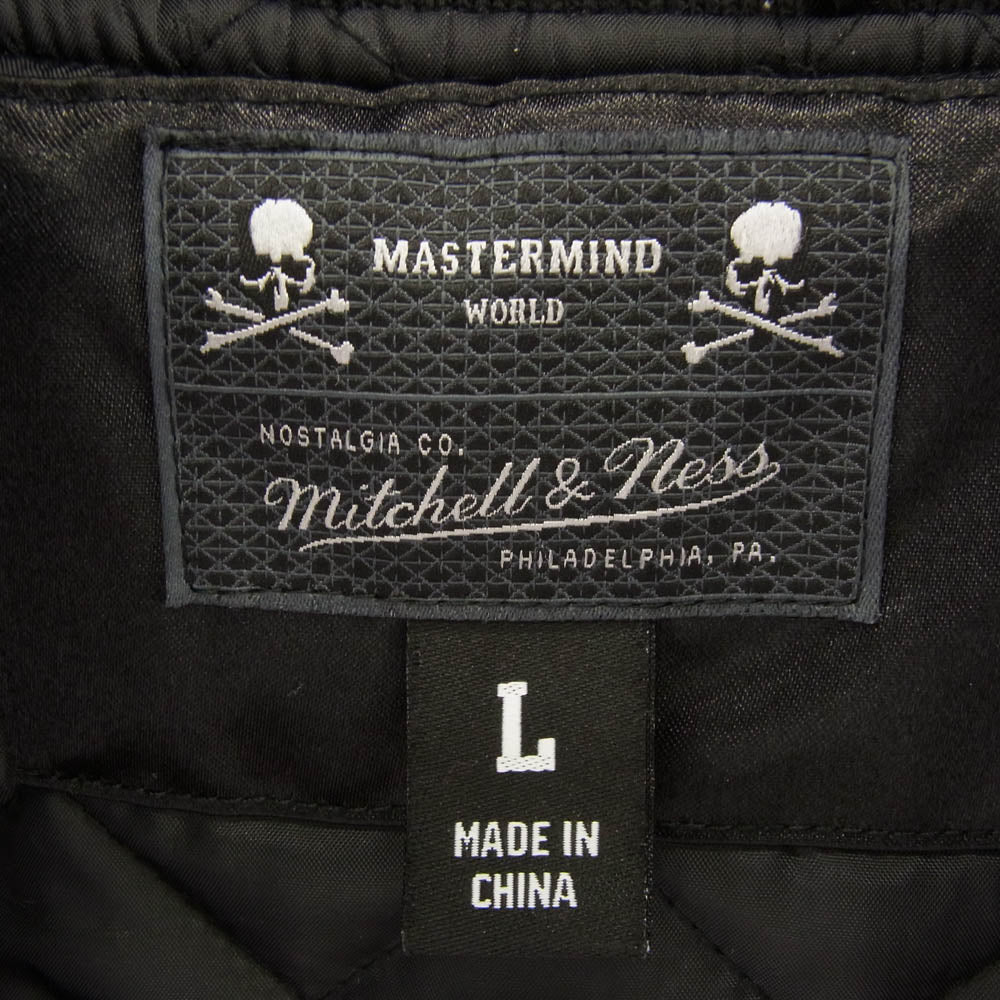 MASTERMIND
WORLD
NOSTALGIA CO.
Mitchell & Ness
PHILADELPHIA, PA.
L
MADE IN
CHINA